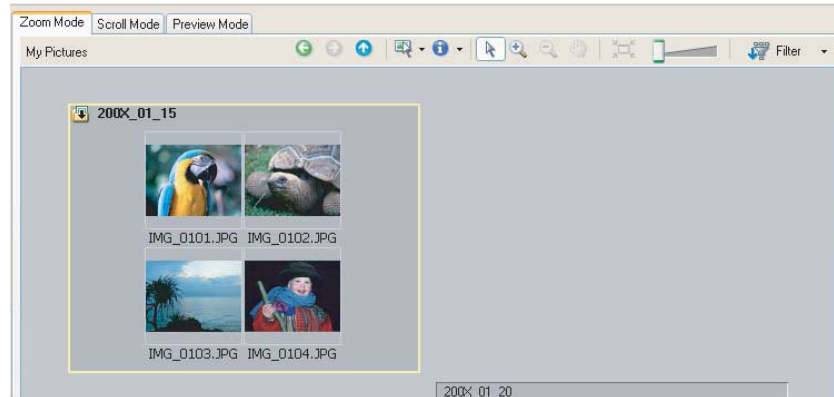 Zoom Mode Scroll Mode Preview Mode
My Pictures Filter
200X_01_15
IMG_0101.JPG IMG_0102.JPG
IMG_0103.JPG IMG_0104.JPG
200X_01_20